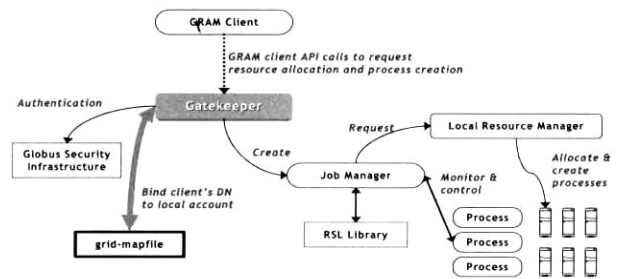 GRAM Client
GRAM client API calls to request
resource allocation and process creation
Gatekeeper
Authentication
Globus Security
Infrastructure
Bind client's DN
to local account
grid-mapfile
Create
Request
Local Resource Manager
Job Manager
Monitor &
control
Allocate &
create
processes
RSL Library
Process
Process
Process